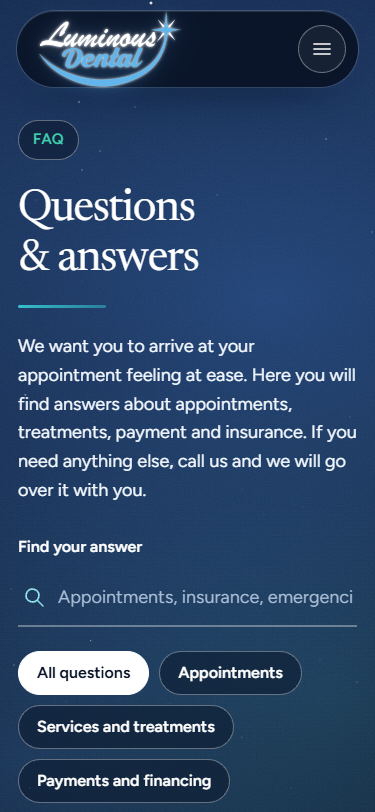 Luminous
Dental
FAQ
Questions
& answers
We want you to arrive at your
appointment feeling at ease. Here you will
find answers about appointments,
treatments, payment and insurance. If you
need anything else, call us and we will go
over it with you.
Find your answer
Appointments, insurance, emergenci
All questions
Appointments
Services and treatments
Payments and financing